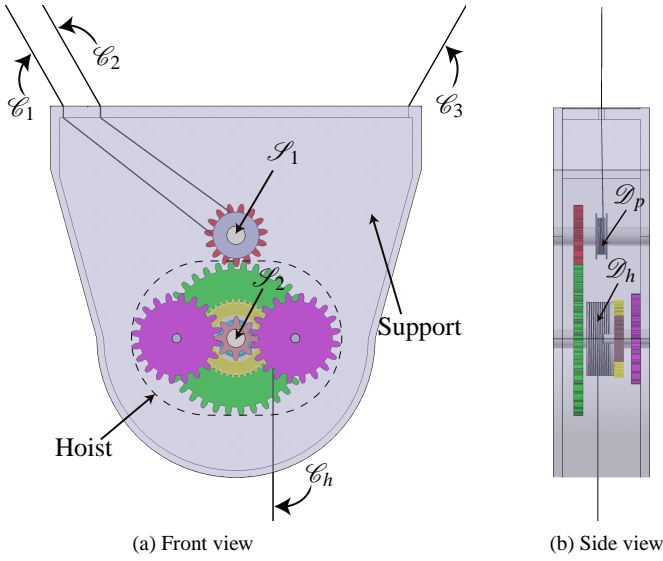 𝒞1
𝒞2
𝒞3
𝒮1
𝒮2
Support
Hoist
𝒞h
𝒟p
𝒟h
(a) Front view
(b) Side view